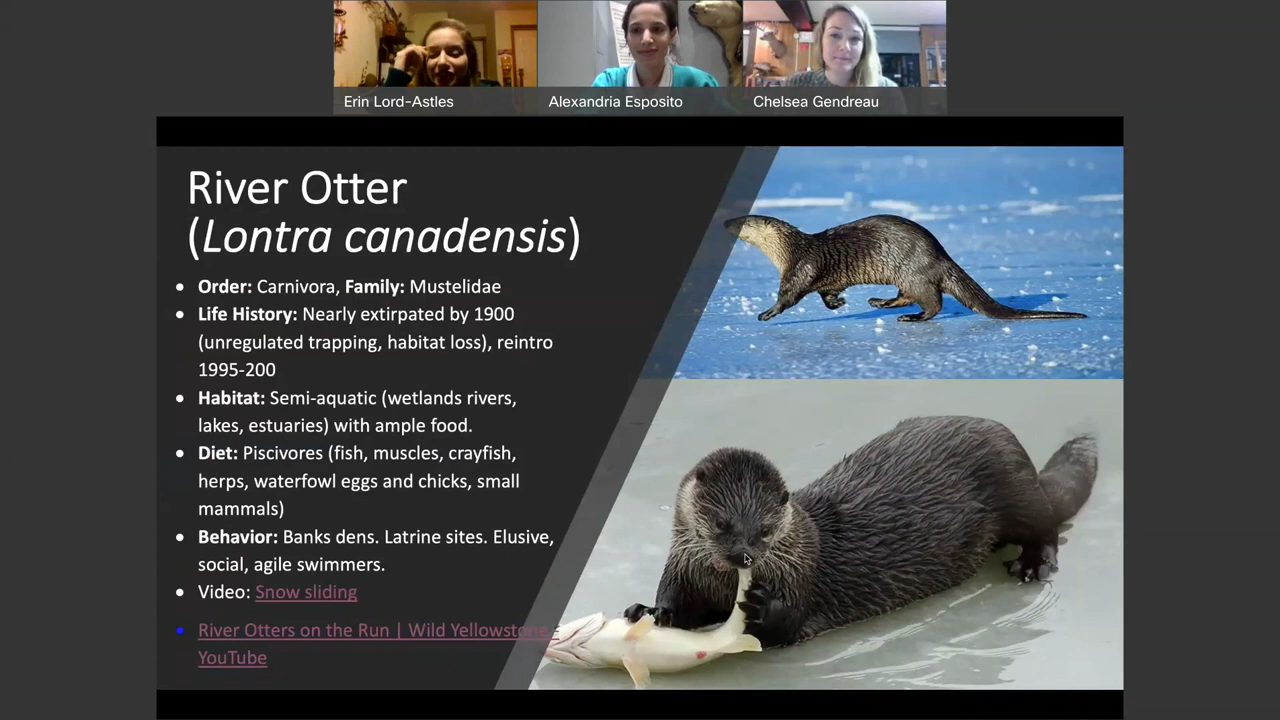 Erin Lord-Astles
Alexandria Esposito
Chelsea Gendreau
River Otter
(Lontra canadensis)
• Order: Carnivora, Family: Mustelidae
• Life History: Nearly extirpated by 1900
(unregulated trapping, habitat loss), reintro
1995-200
• Habitat: Semi-aquatic (wetlands rivers,
lakes, estuaries) with ample food.
• Diet: Piscivores (fish, muscles, crayfish,
herps, waterfowl eggs and chicks, small
mammals)
• Behavior: Banks dens. Latrine sites. Elusive,
social, agile swimmers.
• Video: Snow sliding
• River Otters on the Run | Wild Yellowstone -
YouTube